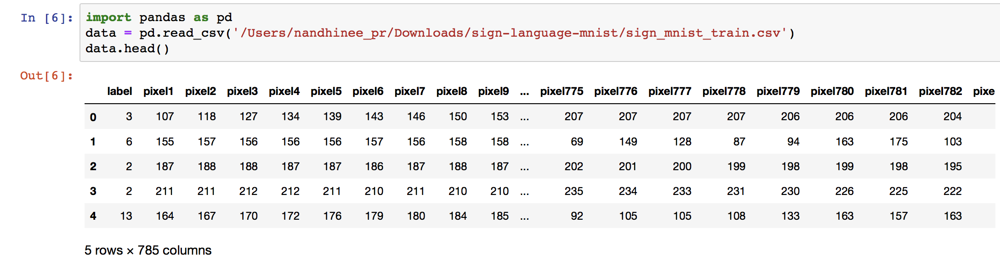 In [6]: import pandas as pd
data = pd.read_csv('/Users/nandhinee_pr/Downloads/sign-language-mnist/sign_mnist_train.csv')
data.head()
Out[6]:
label pixel1 pixel2 pixel3 pixel4 pixel5 pixel6 pixel7 pixel8 pixel9 ... pixel775 pixel776 pixel777 pixel778 pixel779 pixel780 pixel781 pixel782 pixe
0 3 107 118 127 134 139 143 146 150 153 ... 207 207 207 207 206 206 206 204
1 6 155 157 156 156 156 157 156 158 158 ... 69 149 128 87 94 163 175 103
2 2 187 188 188 187 187 186 187 188 187 ... 202 201 200 199 198 199 198 195
3 2 211 211 212 212 211 210 211 210 210 ... 235 234 233 231 230 226 225 222
4 13 164 167 170 172 176 179 180 184 185 ... 92 105 105 108 133 163 157 163
5 rows × 785 columns